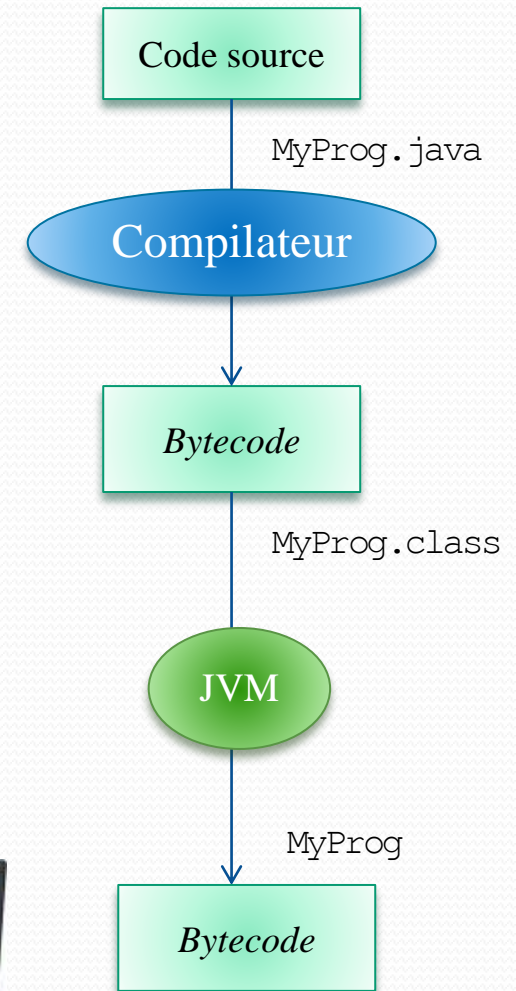 Code source
MyProg.java
Compilateur
Bytecode
MyProg.class
JVM
MyProg
Bytecode